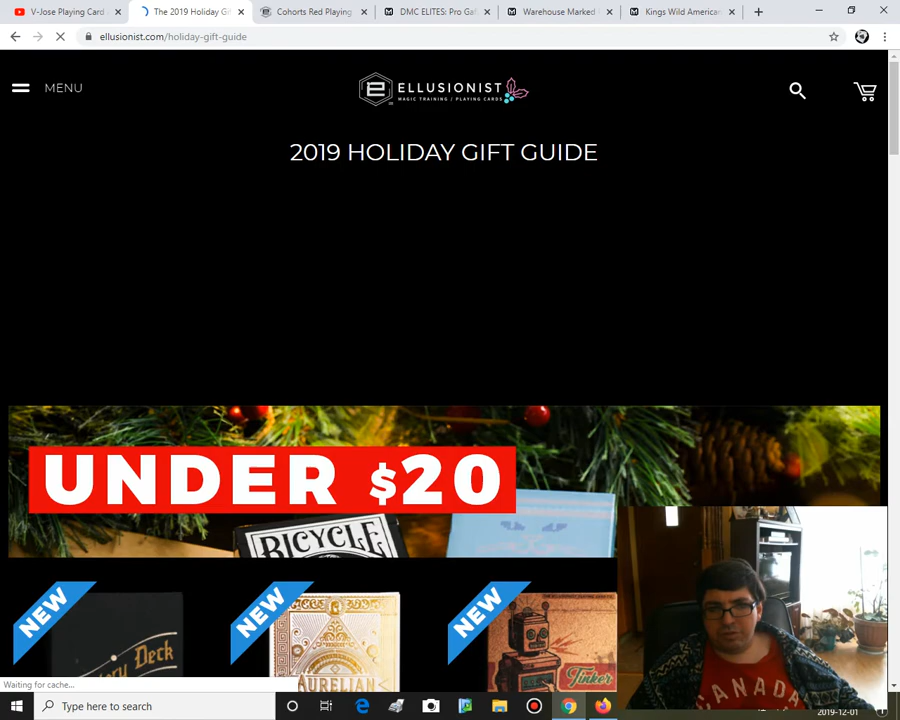 V-Jose Playing Card
The 2019 Holiday Gi
Cohorts Red Playing
DMC ELITES: Pro Ga
Warehouse Marked
Kings Wild American
ellusionist.com/holiday-gift-guide
MENU
ELLUSIONIST
MAGIC TRAINING / PLAYING CARDS
2019 HOLIDAY GIFT GUIDE
UNDER $20
BICYCLE
NEW
NEW
NEW
Deck
AURELIAN
Tinker
CANADA
Waiting for cache...
Type here to search
2019-12-01